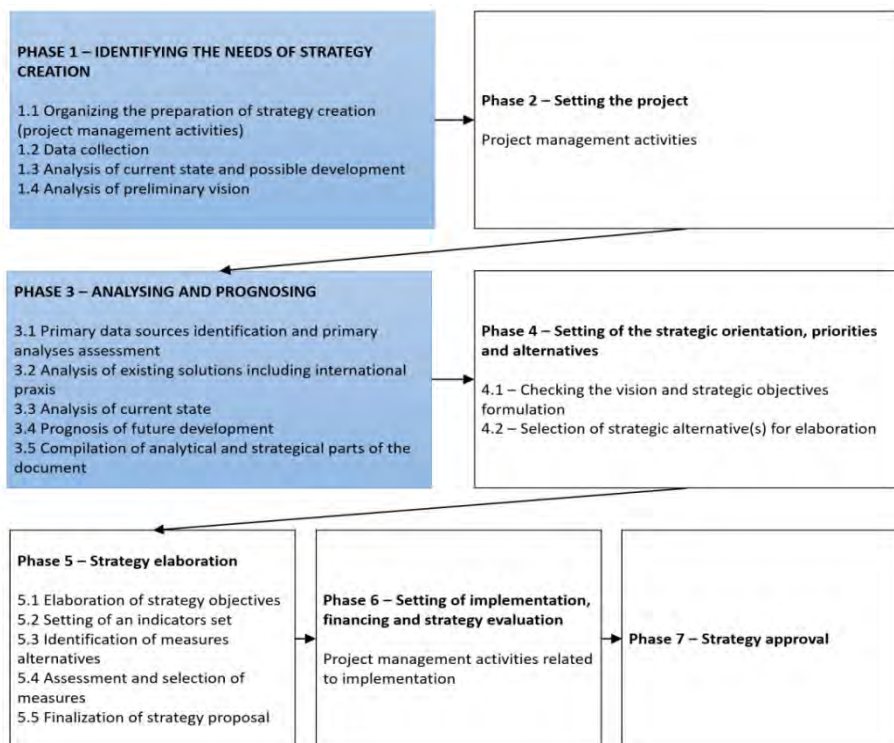 PHASE 1 – IDENTIFYING THE NEEDS OF STRATEGY
CREATION
1.1 Organizing the preparation of strategy creation
(project management activities)
1.2 Data collection
1.3 Analysis of current state and possible development
1.4 Analysis of preliminary vision
Phase 2 – Setting the project
Project management activities
PHASE 3 – ANALYSING AND PROGNOSING
3.1 Primary data sources identification and primary
analyses assessment
3.2 Analysis of existing solutions including international
praxis
3.3 Analysis of current state
3.4 Prognosis of future development
3.5 Compilation of analytical and strategical parts of the
document
Phase 4 – Setting of the strategic orientation, priorities
and alternatives
4.1 – Checking the vision and strategic objectives
formulation
4.2 – Selection of strategic alternative(s) for elaboration
Phase 5 – Strategy elaboration
5.1 Elaboration of strategy objectives
5.2 Setting of an indicators set
5.3 Identification of measures
alternatives
5.4 Assessment and selection of
measures
5.5 Finalization of strategy proposal
Phase 6 – Setting of implementation,
financing and strategy evaluation
Project management activities related
to implementation
Phase 7 – Strategy approval